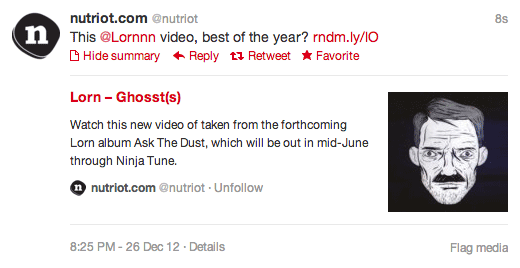 n
nutriot.com @nutriot 8s
This @Lornnn video, best of the year? rndm.ly/IO
Hide summary Reply Retweet Favorite
Lorn – Ghosst(s)
Watch this new video of taken from the forthcoming
Lorn album Ask The Dust, which will be out in mid-June
through Ninja Tune.
n nutriot.com @nutriot · Unfollow
8:25 PM - 26 Dec 12 · Details Flag media